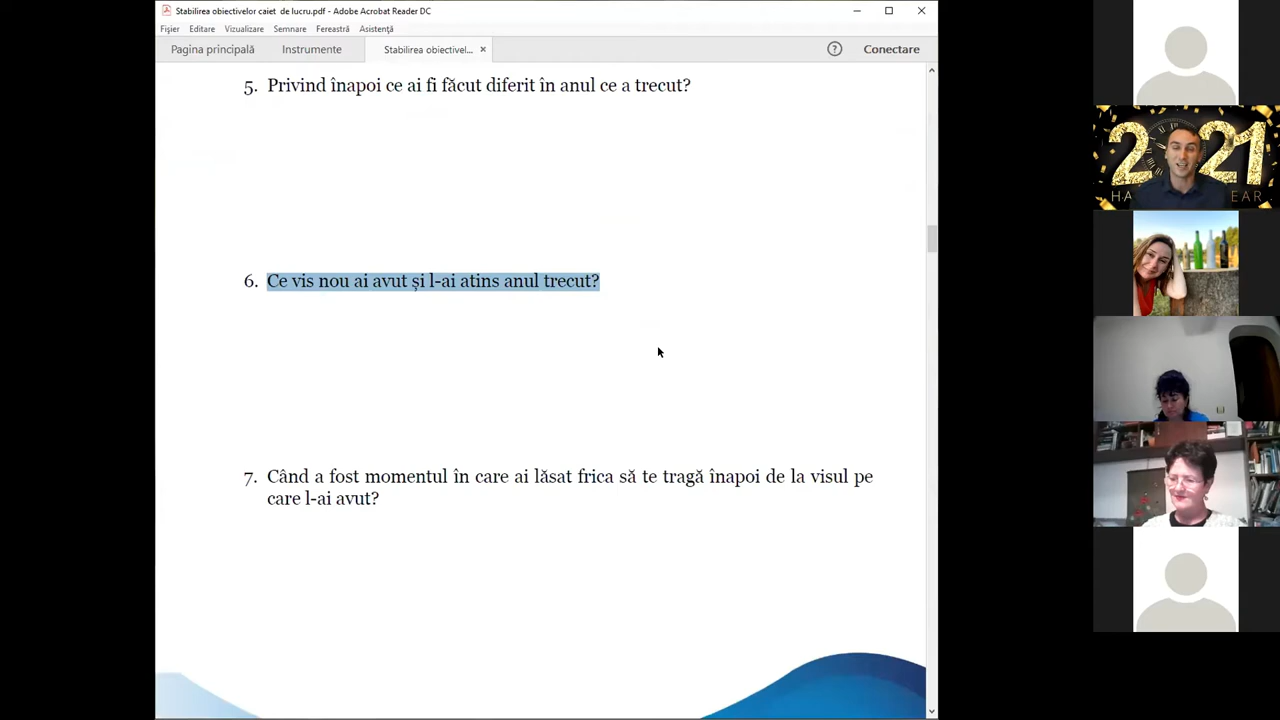 Stabilirea obiectivelor caiet de lucru.pdf - Adobe Acrobat Reader DC
Fișier Editare Vizualizare Semnare Fereastră Asistență
Pagina principală Instrumente Stabilirea obiectivel... × ? Conectare
5. Privind înapoi ce ai fi făcut diferit în anul ce a trecut?
6. Ce vis nou ai avut și l-ai atins anul trecut?
7. Când a fost momentul în care ai lăsat frica să te tragă înapoi de la visul pe
care l-ai avut?
2021
HA EAR